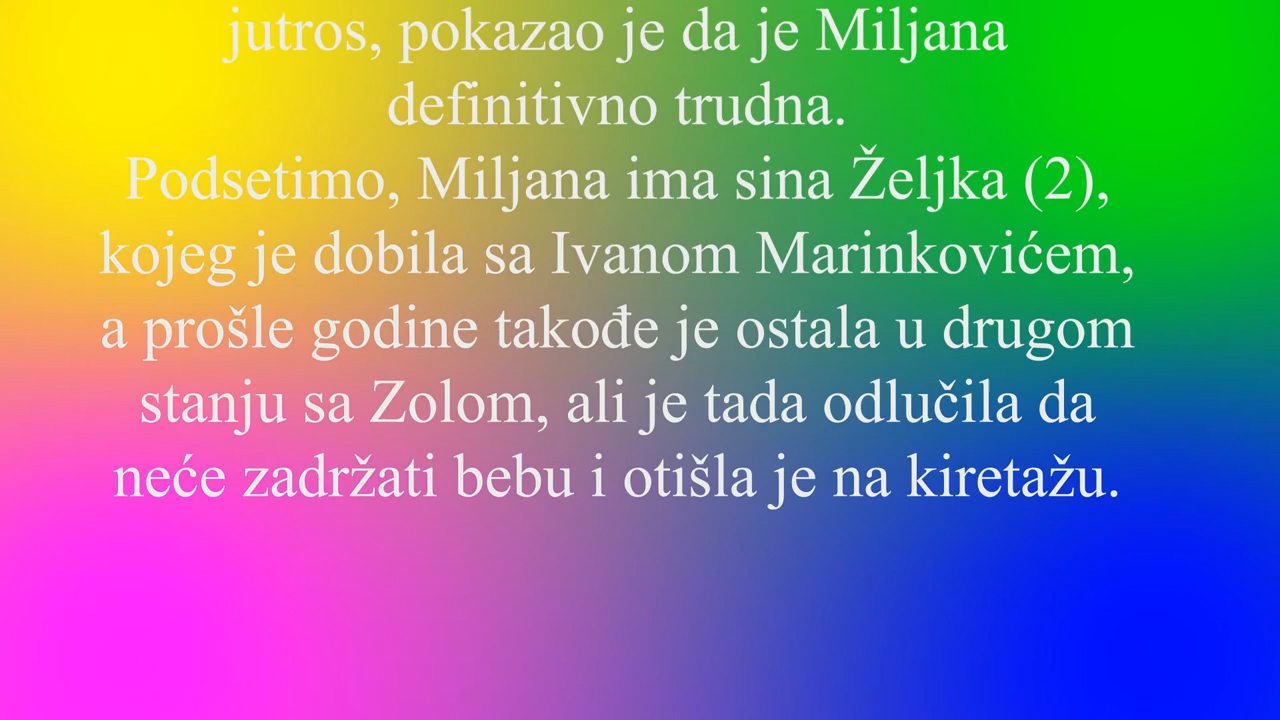 jutros, pokazao je da je Miljana
definitivno trudna.
Podsetimo, Miljana ima sina Željka (2),
kojeg je dobila sa Ivanom Marinkovićem,
a prošle godine takođe je ostala u drugom
stanju sa Zolom, ali je tada odlučila da
neće zadržati bebu i otišla je na kiretažu.